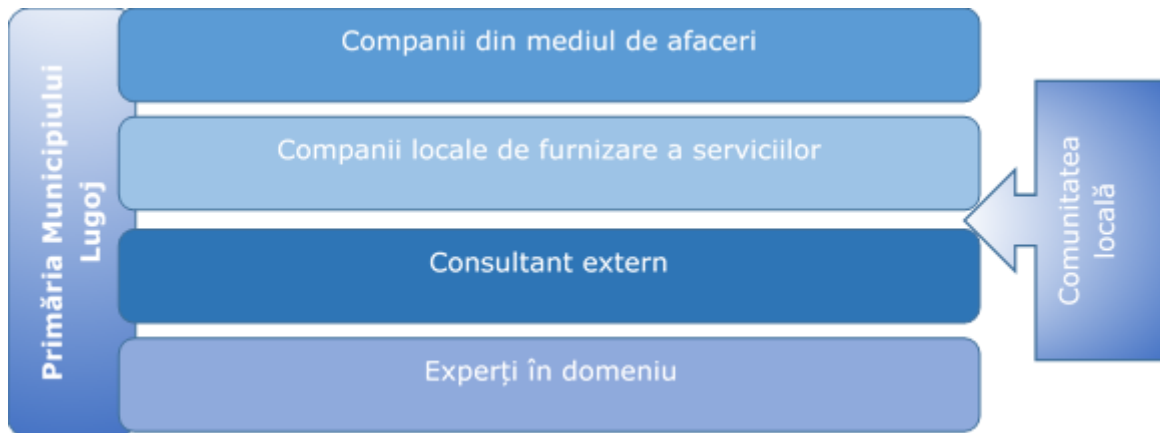 Primăria Municipiului
Lugoj
Companii din mediul de afaceri
Companii locale de furnizare a serviciilor
Consultant extern
Experți în domeniu
Comunitatea
locală